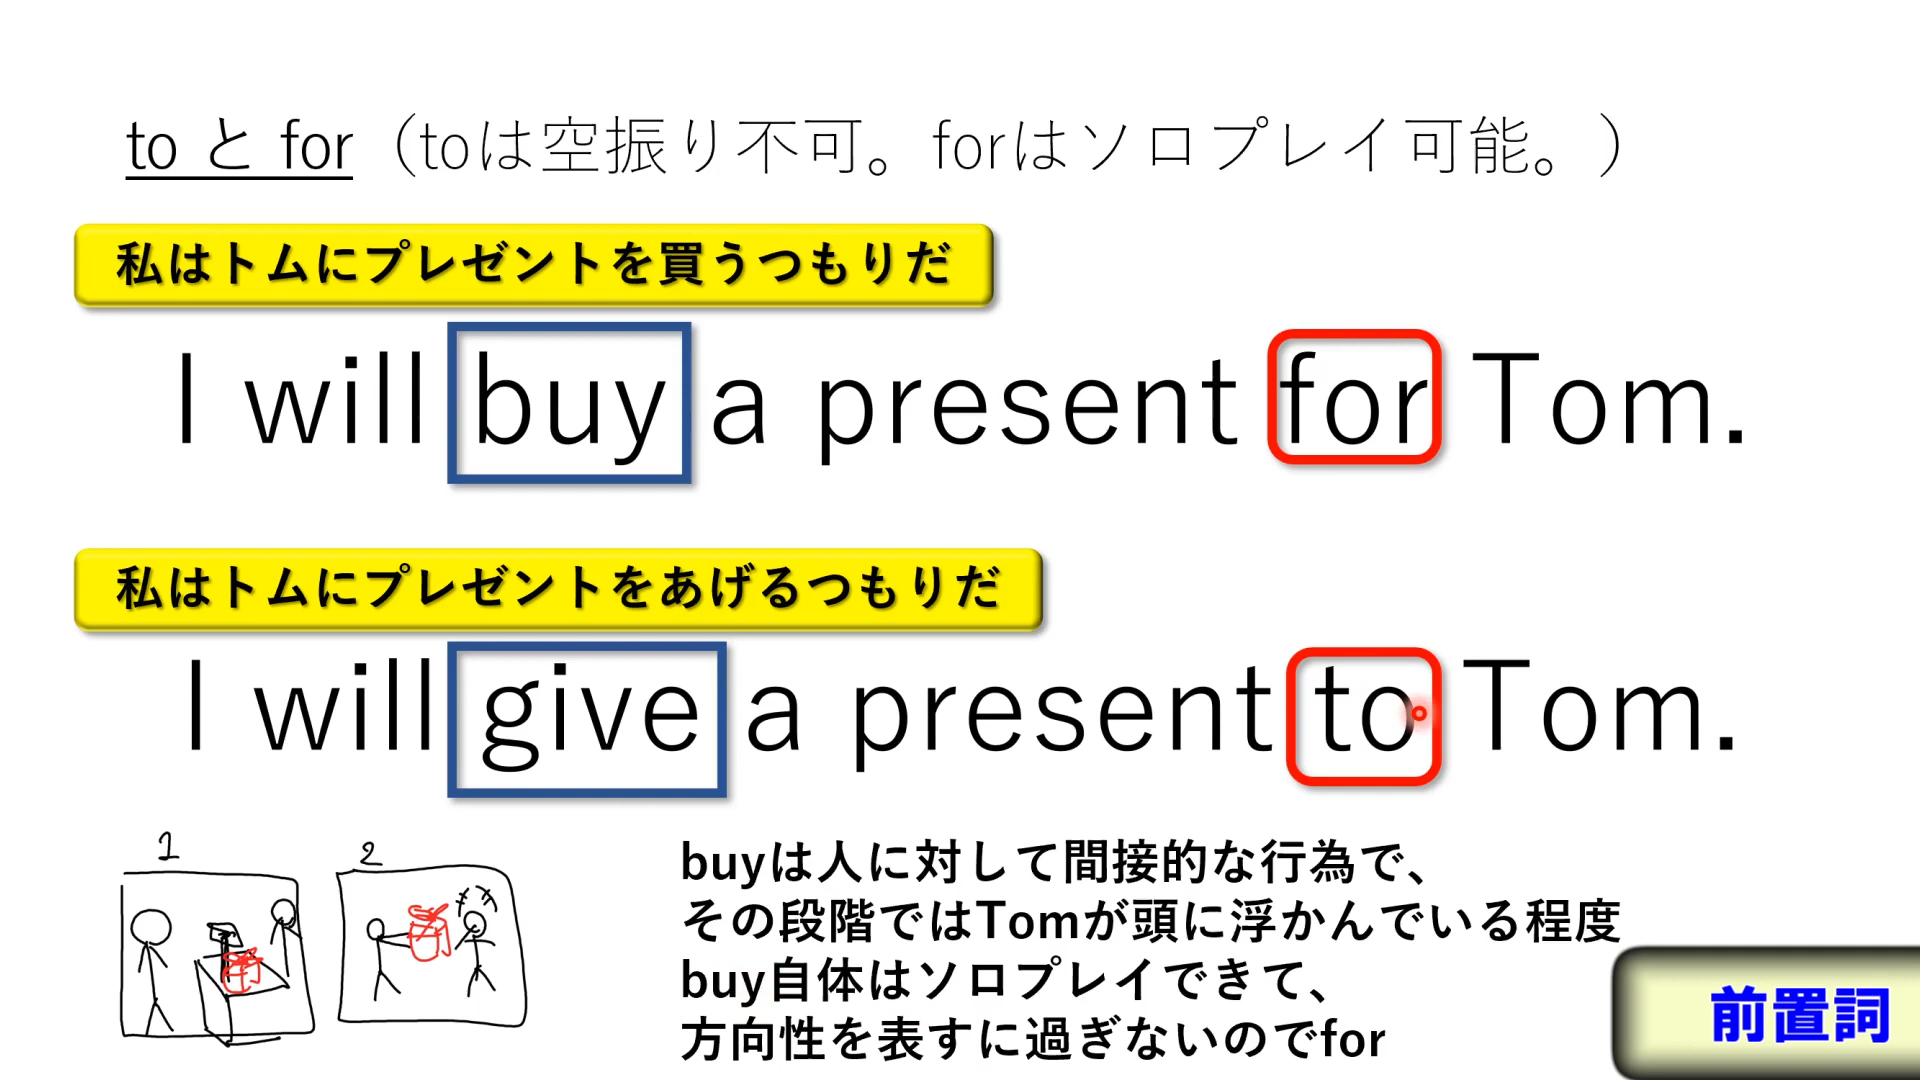 to と for（toは空振り不可。forはソロプレイ可能。）
私はトムにプレゼントを買うつもりだ
I will buy a present for Tom.
私はトムにプレゼントをあげるつもりだ
I will give a present to Tom.
1
2
buyは人に対して間接的な行為で、
その段階ではTomが頭に浮かんでいる程度
buy自体はソロプレイできて、
方向性を表すに過ぎないのでfor
前置詞